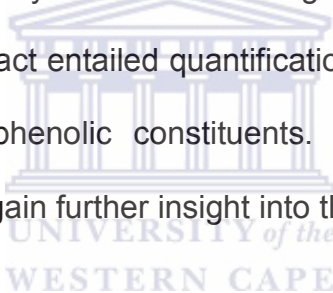 act entailed quantificatio
phenolic constituents.
gain further insight into th
UNIVERSITY of the
WESTERN CAPE